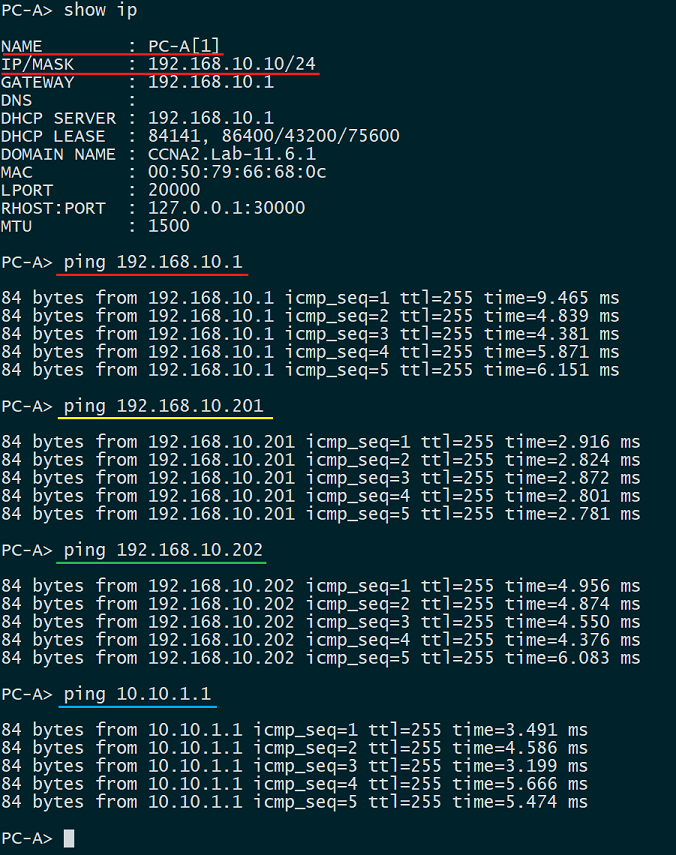 PC-A> show ip
NAME : PC-A[1]
IP/MASK : 192.168.10.10/24
GATEWAY : 192.168.10.1
DNS :
DHCP SERVER : 192.168.10.1
DHCP LEASE : 84141, 86400/43200/75600
DOMAIN NAME : CCNA2.Lab-11.6.1
MAC : 00:50:79:66:68:0c
LPORT : 20000
RHOST:PORT : 127.0.0.1:30000
MTU : 1500
PC-A> ping 192.168.10.1
84 bytes from 192.168.10.1 icmp_seq=1 ttl=255 time=9.465 ms
84 bytes from 192.168.10.1 icmp_seq=2 ttl=255 time=4.839 ms
84 bytes from 192.168.10.1 icmp_seq=3 ttl=255 time=4.381 ms
84 bytes from 192.168.10.1 icmp_seq=4 ttl=255 time=5.871 ms
84 bytes from 192.168.10.1 icmp_seq=5 ttl=255 time=6.151 ms
PC-A> ping 192.168.10.201
84 bytes from 192.168.10.201 icmp_seq=1 ttl=255 time=2.916 ms
84 bytes from 192.168.10.201 icmp_seq=2 ttl=255 time=2.824 ms
84 bytes from 192.168.10.201 icmp_seq=3 ttl=255 time=2.872 ms
84 bytes from 192.168.10.201 icmp_seq=4 ttl=255 time=2.801 ms
84 bytes from 192.168.10.201 icmp_seq=5 ttl=255 time=2.781 ms
PC-A> ping 192.168.10.202
84 bytes from 192.168.10.202 icmp_seq=1 ttl=255 time=4.956 ms
84 bytes from 192.168.10.202 icmp_seq=2 ttl=255 time=4.874 ms
84 bytes from 192.168.10.202 icmp_seq=3 ttl=255 time=4.550 ms
84 bytes from 192.168.10.202 icmp_seq=4 ttl=255 time=4.376 ms
84 bytes from 192.168.10.202 icmp_seq=5 ttl=255 time=6.083 ms
PC-A> ping 10.10.1.1
84 bytes from 10.10.1.1 icmp_seq=1 ttl=255 time=3.491 ms
84 bytes from 10.10.1.1 icmp_seq=2 ttl=255 time=4.586 ms
84 bytes from 10.10.1.1 icmp_seq=3 ttl=255 time=3.199 ms
84 bytes from 10.10.1.1 icmp_seq=4 ttl=255 time=5.666 ms
84 bytes from 10.10.1.1 icmp_seq=5 ttl=255 time=5.474 ms
PC-A>